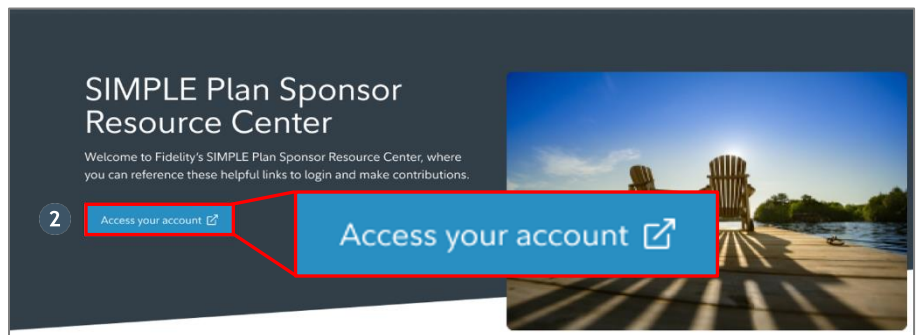 SIMPLE Plan Sponsor
Resource Center
Welcome to Fidelity's SIMPLE Plan Sponsor Resource Center, where
you can reference these helpful links to login and make contributions.
2
Access your account
Access your account